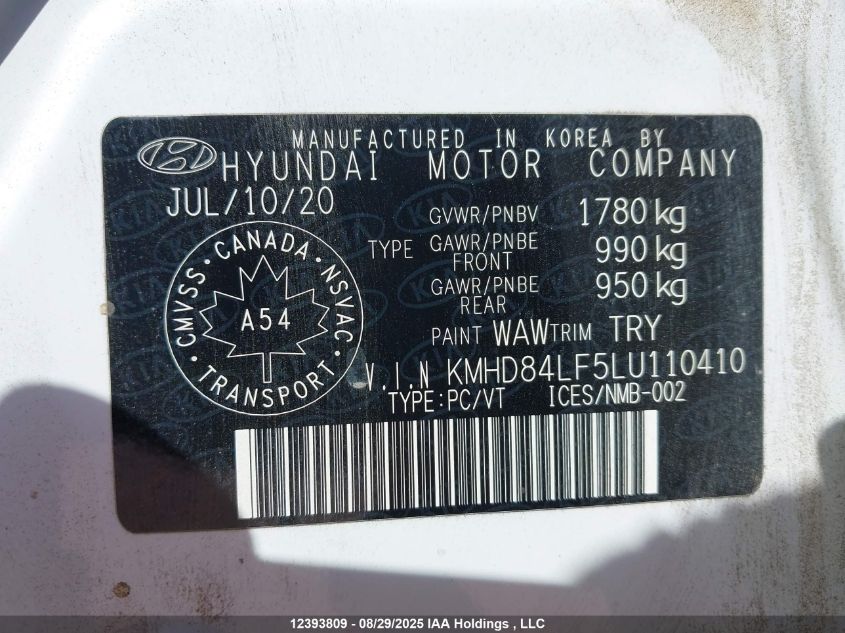 MANUFACTURED IN KOREA BY
HYUNDAI MOTOR COMPANY
JUL/10/20
GVWR/PNBV 1780 kg
TYPE GAWR/PNBE FRONT 990 kg
GAWR/PNBE REAR 950 kg
CMVSS · CANADA · NSVAC
A54
TRANSPORT
PAINT WAW TRIM TRY
V.I.N KMHD84LF5LU110410
TYPE:PC/VT ICES/NMB-002
KIA
12393809 - 08/29/2025 IAA Holdings , LLC